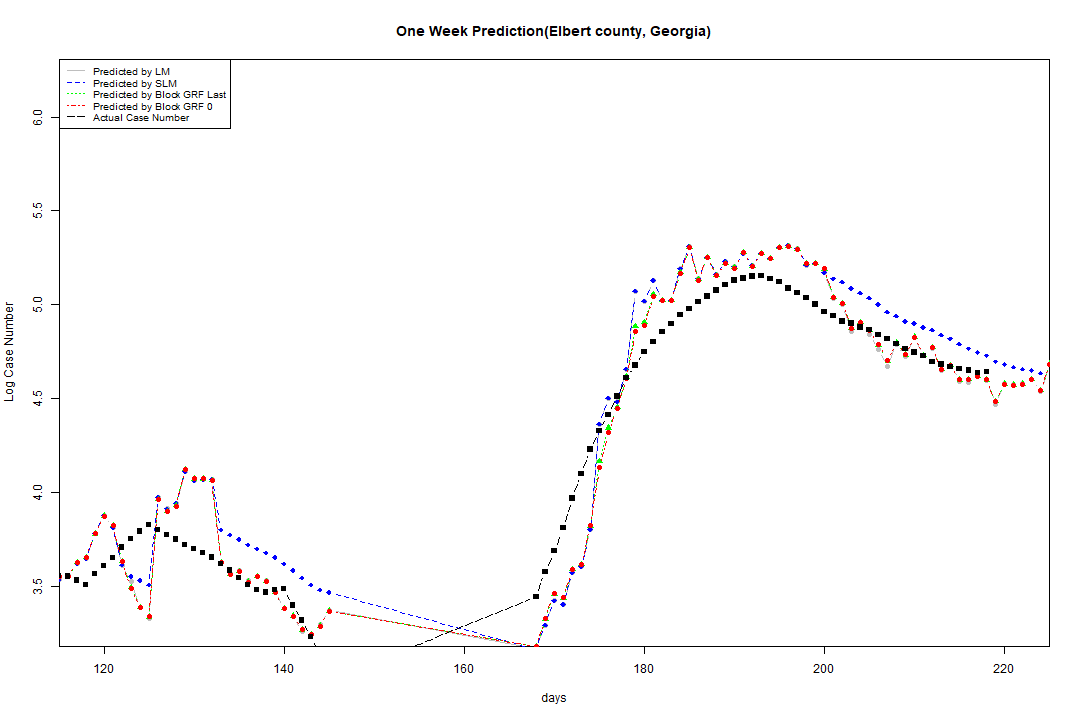 One Week Prediction(Elbert county, Georgia)
Predicted by LM
Predicted by SLM
Predicted by Block GRF Last
Predicted by Block GRF 0
Actual Case Number
Log Case Number
6.0
5.5
5.0
4.5
4.0
3.5
120 140 160 180 200 220
days